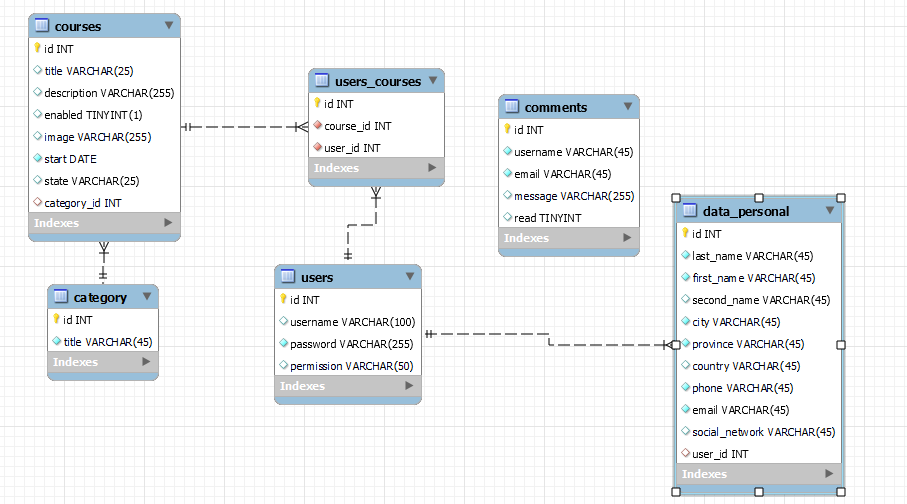 courses
id INT
title VARCHAR(25)
description VARCHAR(255)
enabled TINYINT(1)
image VARCHAR(255)
start DATE
state VARCHAR(25)
category_id INT
Indexes
users_courses
id INT
course_id INT
user_id INT
Indexes
comments
id INT
username VARCHAR(45)
email VARCHAR(45)
message VARCHAR(255)
read TINYINT
Indexes
data_personal
id INT
last_name VARCHAR(45)
first_name VARCHAR(45)
second_name VARCHAR(45)
city VARCHAR(45)
province VARCHAR(45)
country VARCHAR(45)
phone VARCHAR(45)
email VARCHAR(45)
social_network VARCHAR(45)
user_id INT
Indexes
category
id INT
title VARCHAR(45)
Indexes
users
id INT
username VARCHAR(100)
password VARCHAR(255)
permission VARCHAR(50)
Indexes